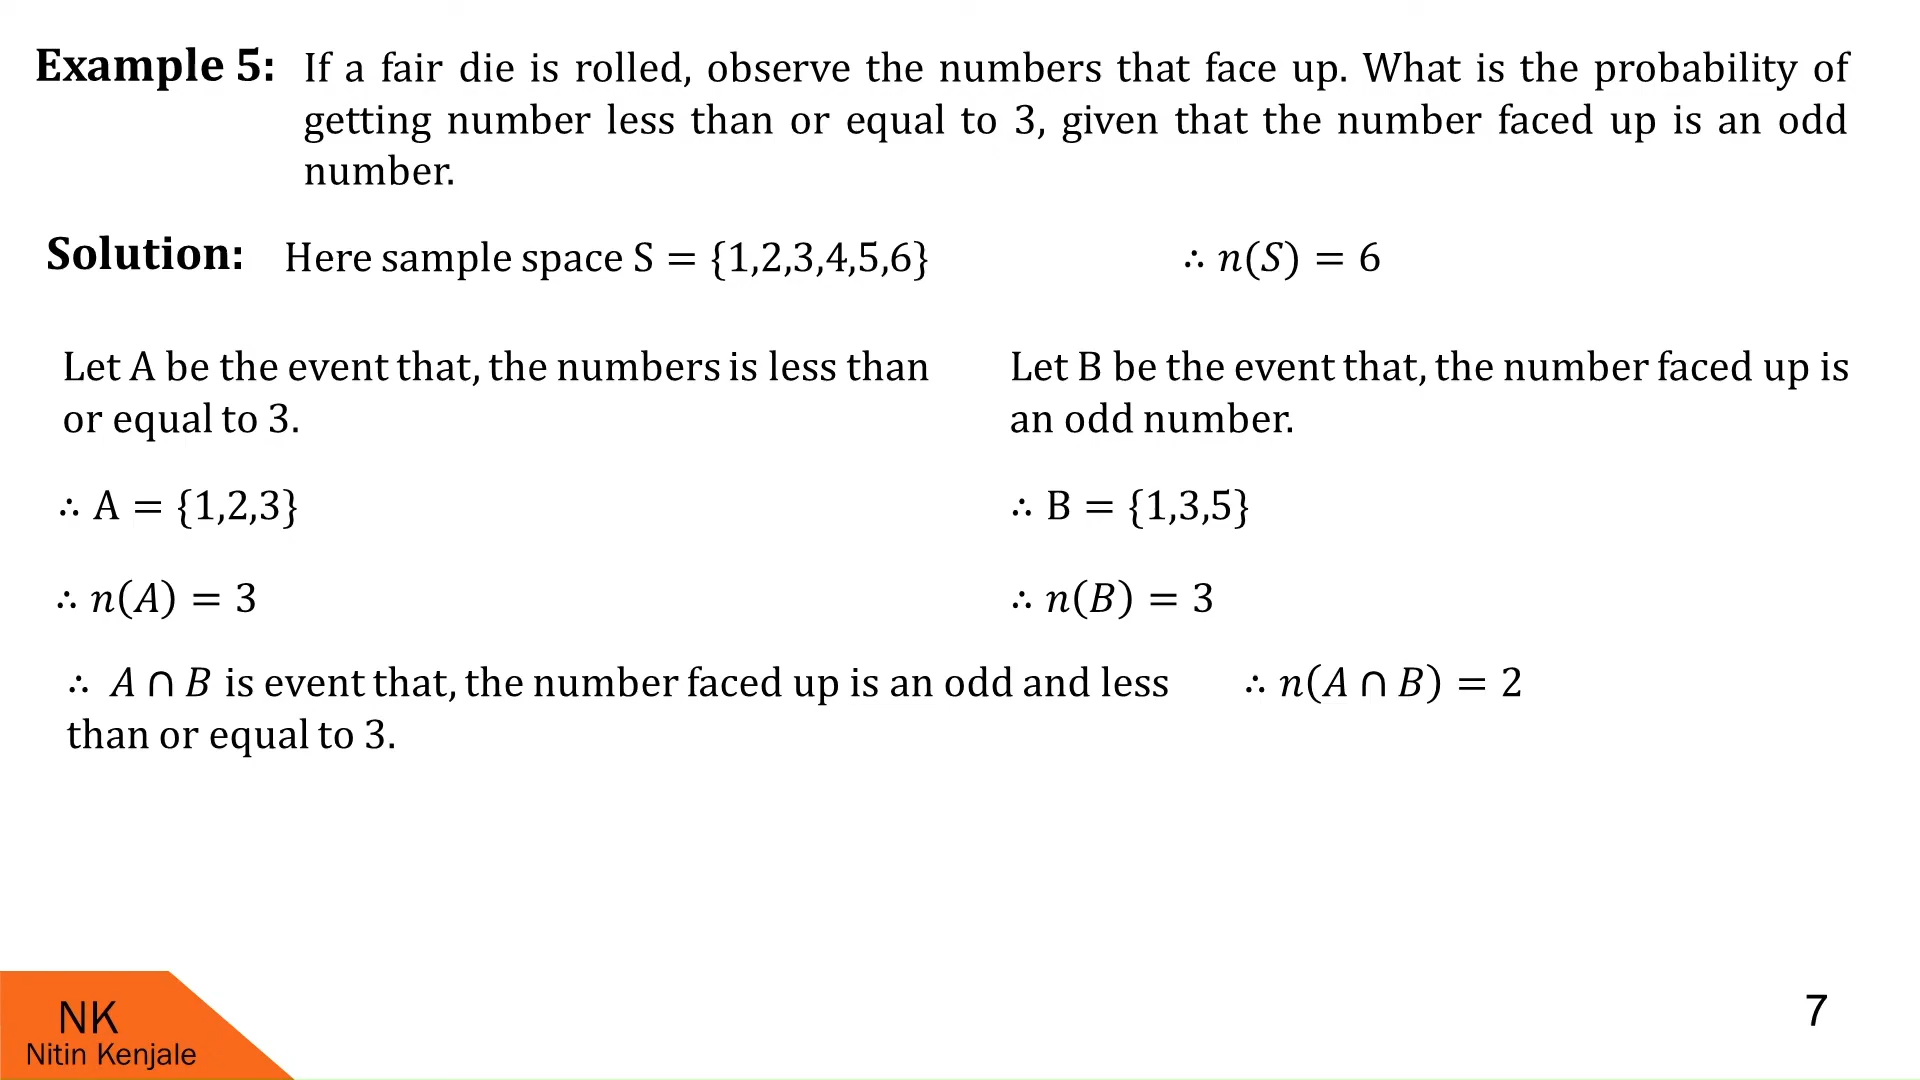 Example 5: If a fair die is rolled, observe the numbers that face up. What is the probability of
getting number less than or equal to 3, given that the number faced up is an odd
number.
Solution: Here sample space S = {1,2,3,4,5,6} ∴ n(S) = 6
Let A be the event that, the numbers is less than
or equal to 3.
Let B be the event that, the number faced up is
an odd number.
∴ A = {1,2,3} ∴ B = {1,3,5}
∴ n(A) = 3 ∴ n(B) = 3
∴ A ∩ B is event that, the number faced up is an odd and less
than or equal to 3.
∴ n(A ∩ B) = 2
NK
Nitin Kenjale
7